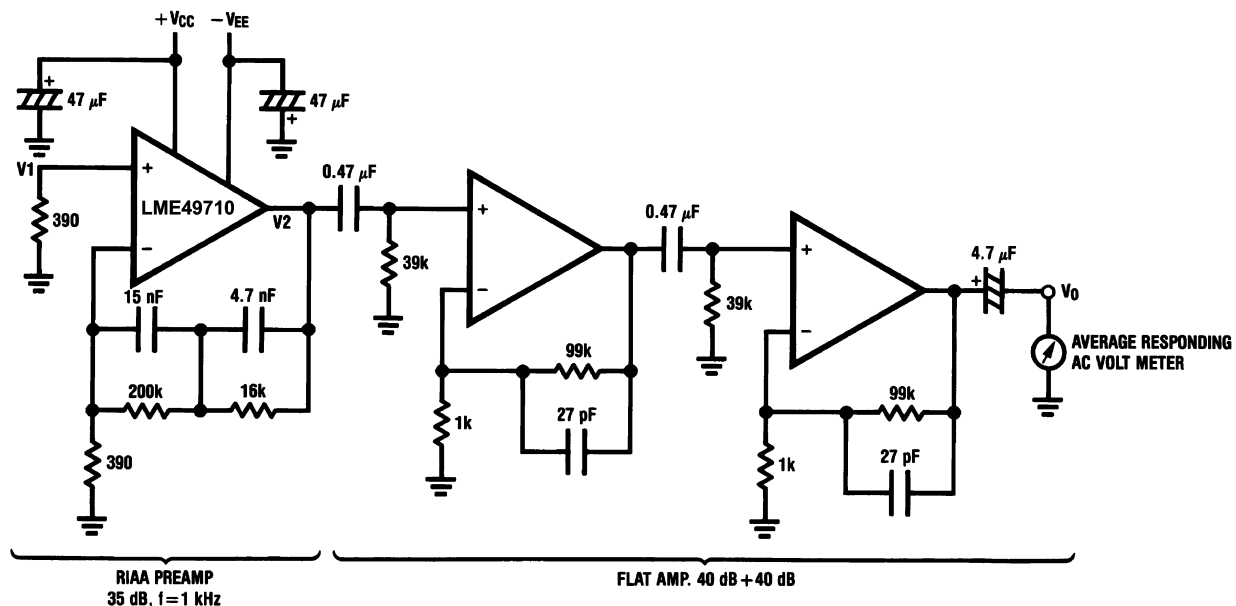 +VCC
−VEE
+
47 μF
47 μF
+
V1
+
390
LME49710
V2
−
0.47 μF
+
39k
0.47 μF
+
39k
4.7 μF
+
VO
AVERAGE RESPONDING
AC VOLT METER
15 nF
4.7 nF
200k
16k
390
−
99k
27 pF
1k
−
99k
27 pF
1k
RIAA PREAMP
35 dB, f=1 kHz
FLAT AMP. 40 dB+40 dB